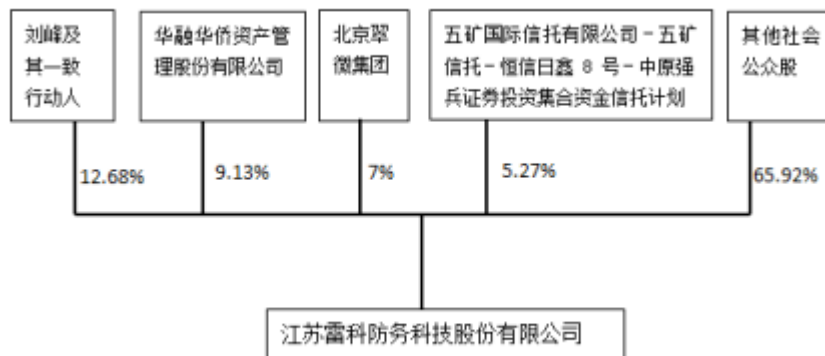 刘峰及
其一致
行动人
华融华侨资产管
理股份有限公司
北京翠
微集团
五矿国际信托有限公司-五矿
信托-恒信日鑫 8 号-中原强
兵证券投资集合资金信托计划
其他社会
公众股
12.68%
9.13%
7%
5.27%
65.92%
江苏雷科防务科技股份有限公司